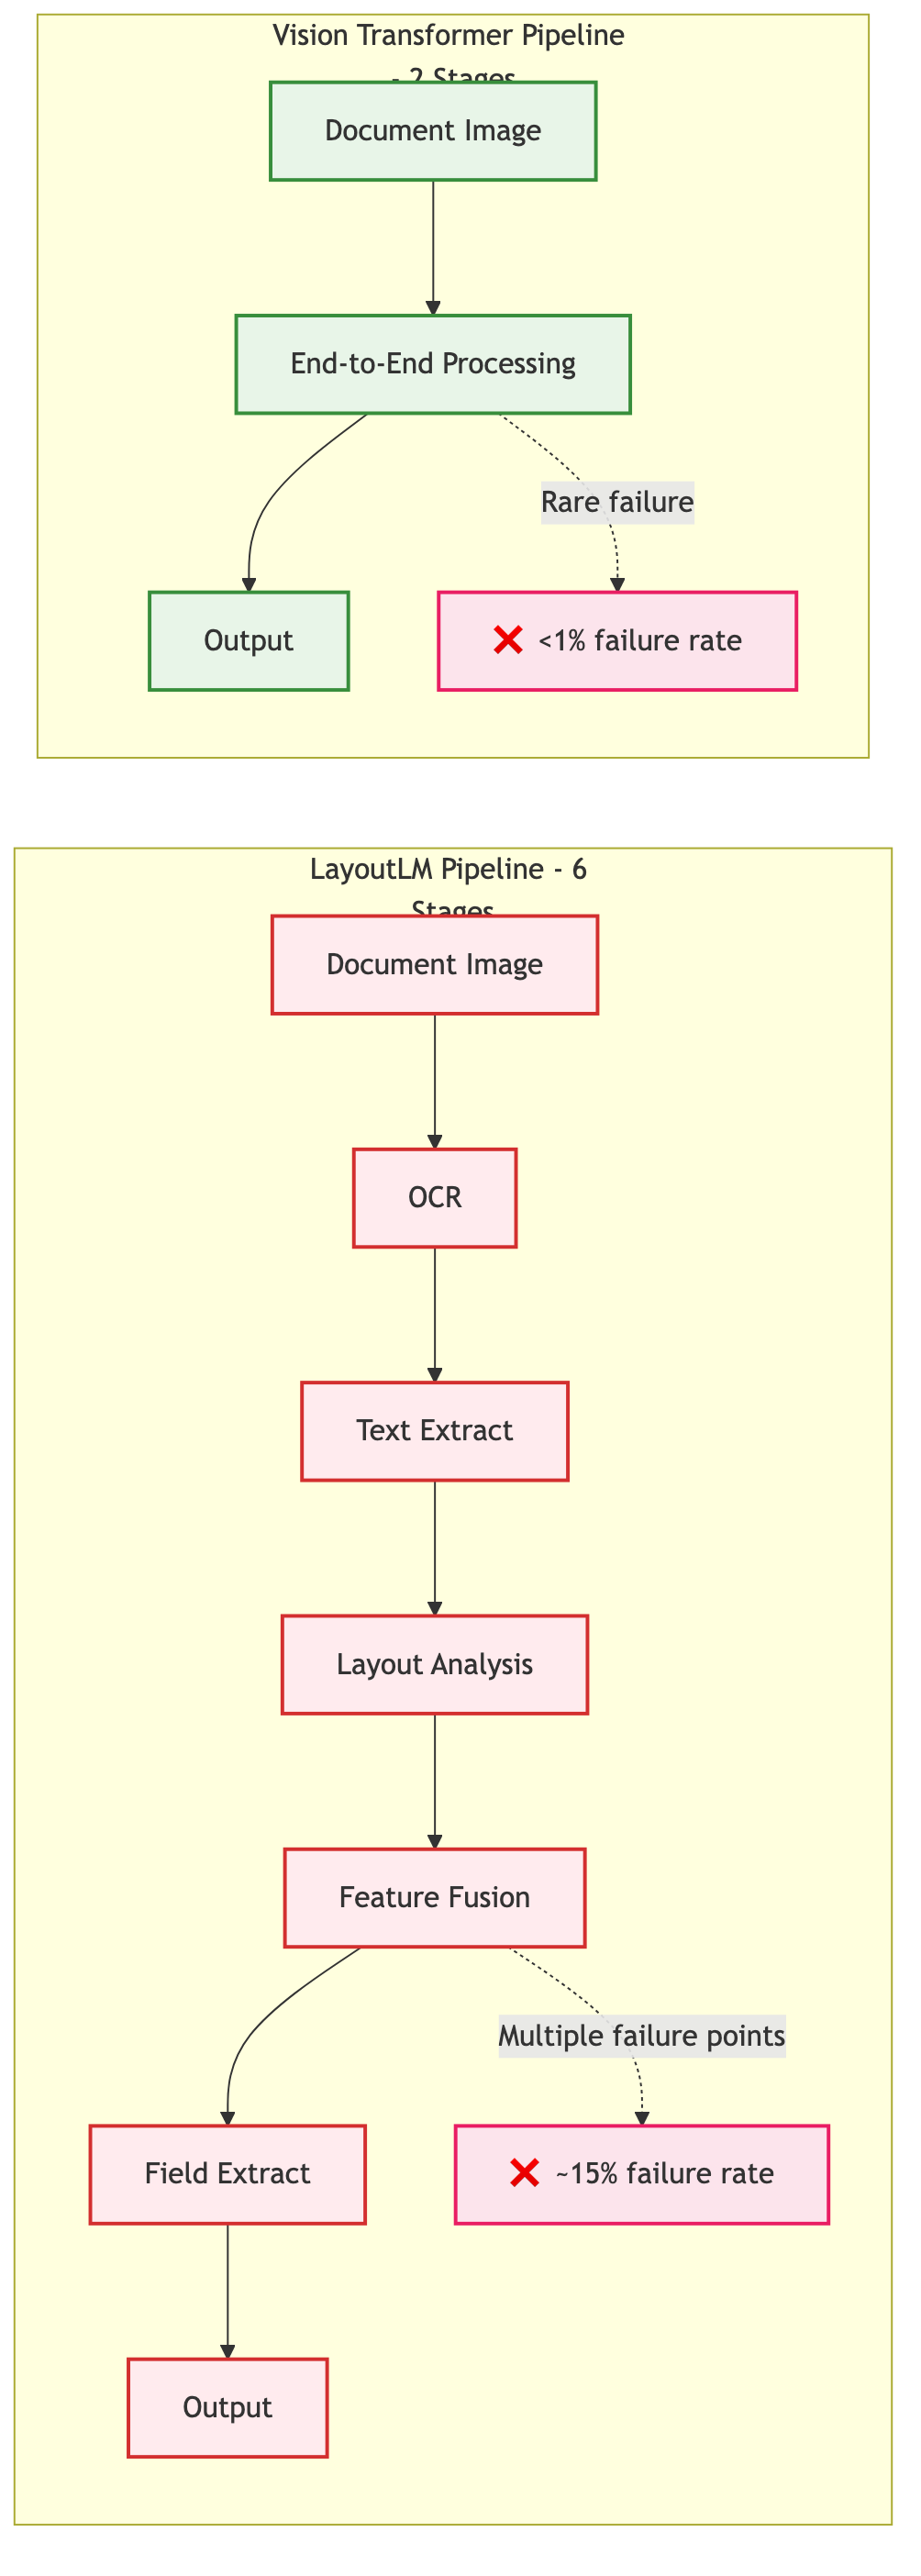 Vision Transformer Pipeline
- 2 Stages
Document Image
End-to-End Processing
Rare failure
Output
❌ <1% failure rate
LayoutLM Pipeline - 6
Stages
Document Image
OCR
Text Extract
Layout Analysis
Feature Fusion
Multiple failure points
Field Extract
❌ ~15% failure rate
Output